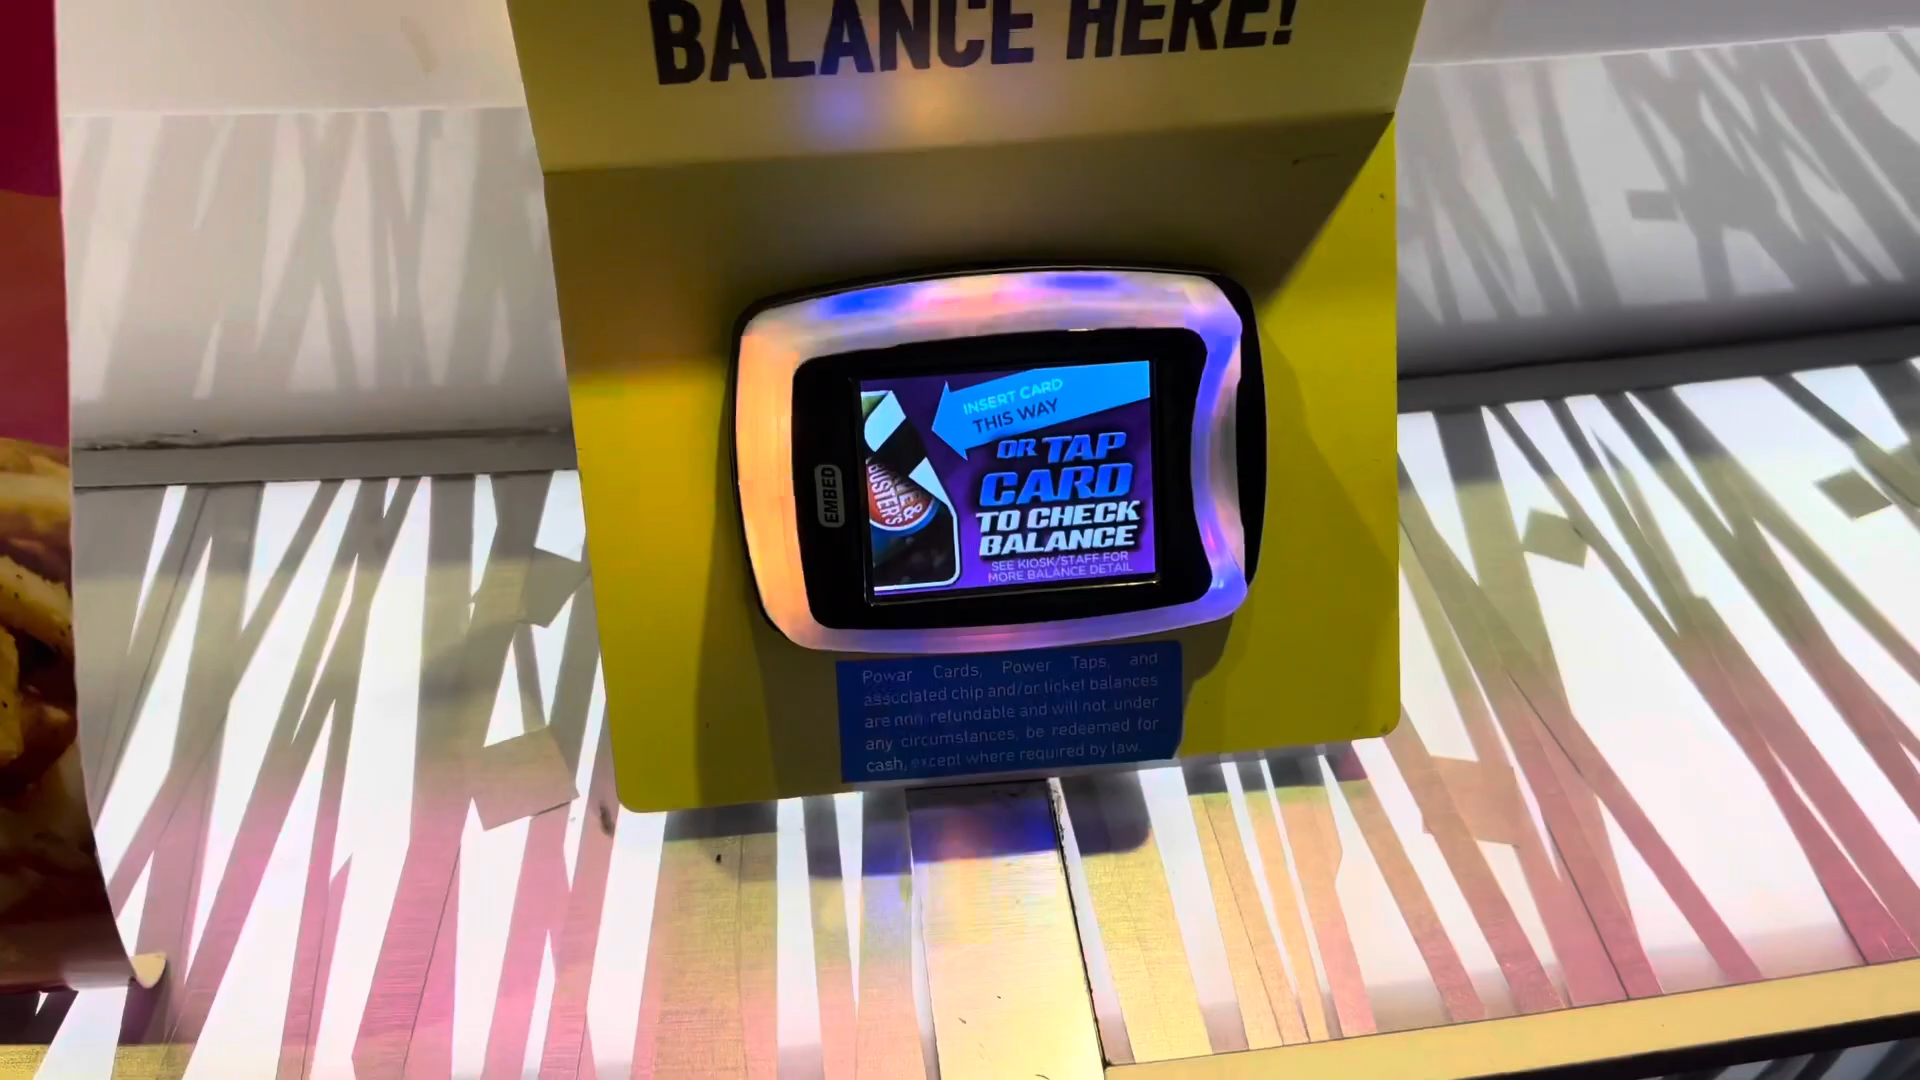 BALANCE HERE!
INSERT CARD
THIS WAY
OR TAP
CARD
TO CHECK
BALANCE
SEE KIOSK/STAFF FOR
MORE BALANCE DETAIL
EMBED
&
BUSTER'S
Powar Cards, Power Taps, and
associated chip and/or ticket balances
are non-refundable and will not, under
any circumstances, be redeemed for
cash, except where required by law.